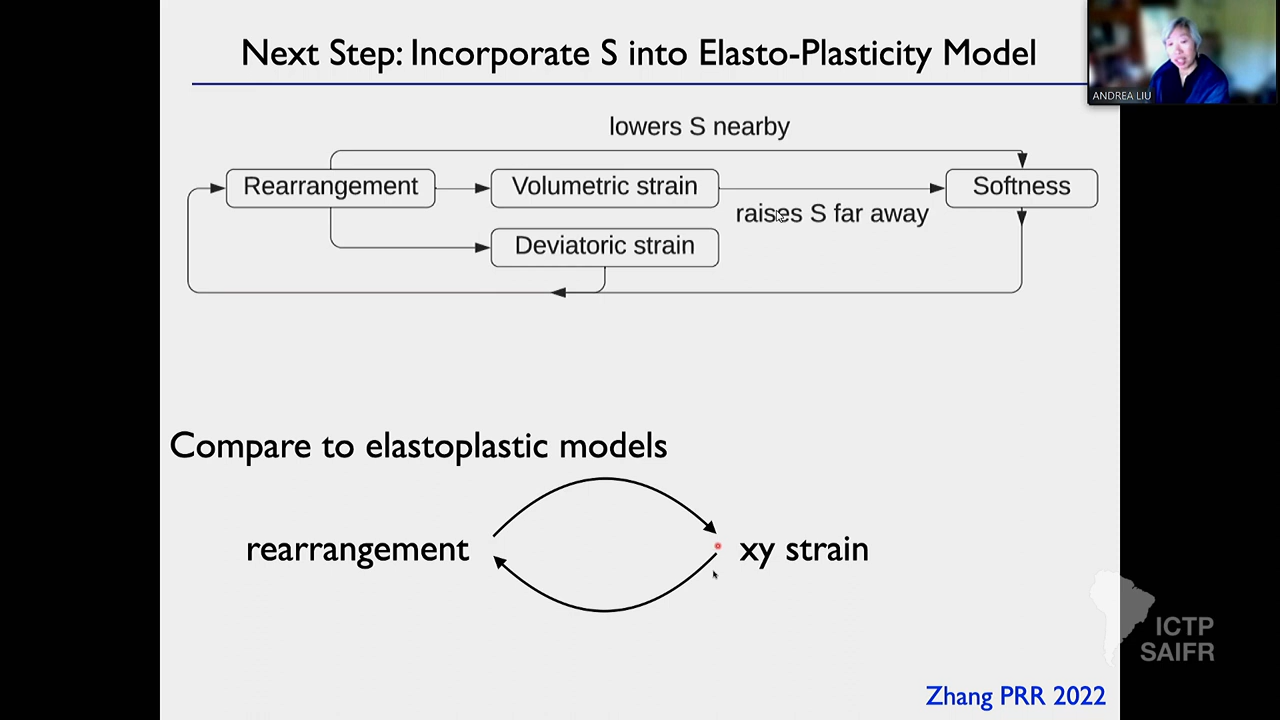 Next Step: Incorporate S into Elasto-Plasticity Model
ANDREA LIU
lowers S nearby
Rearrangement
Volumetric strain
Softness
raises S far away
Deviatoric strain
Compare to elastoplastic models
rearrangement
xy strain
ICTP
SAIFR
Zhang PRR 2022